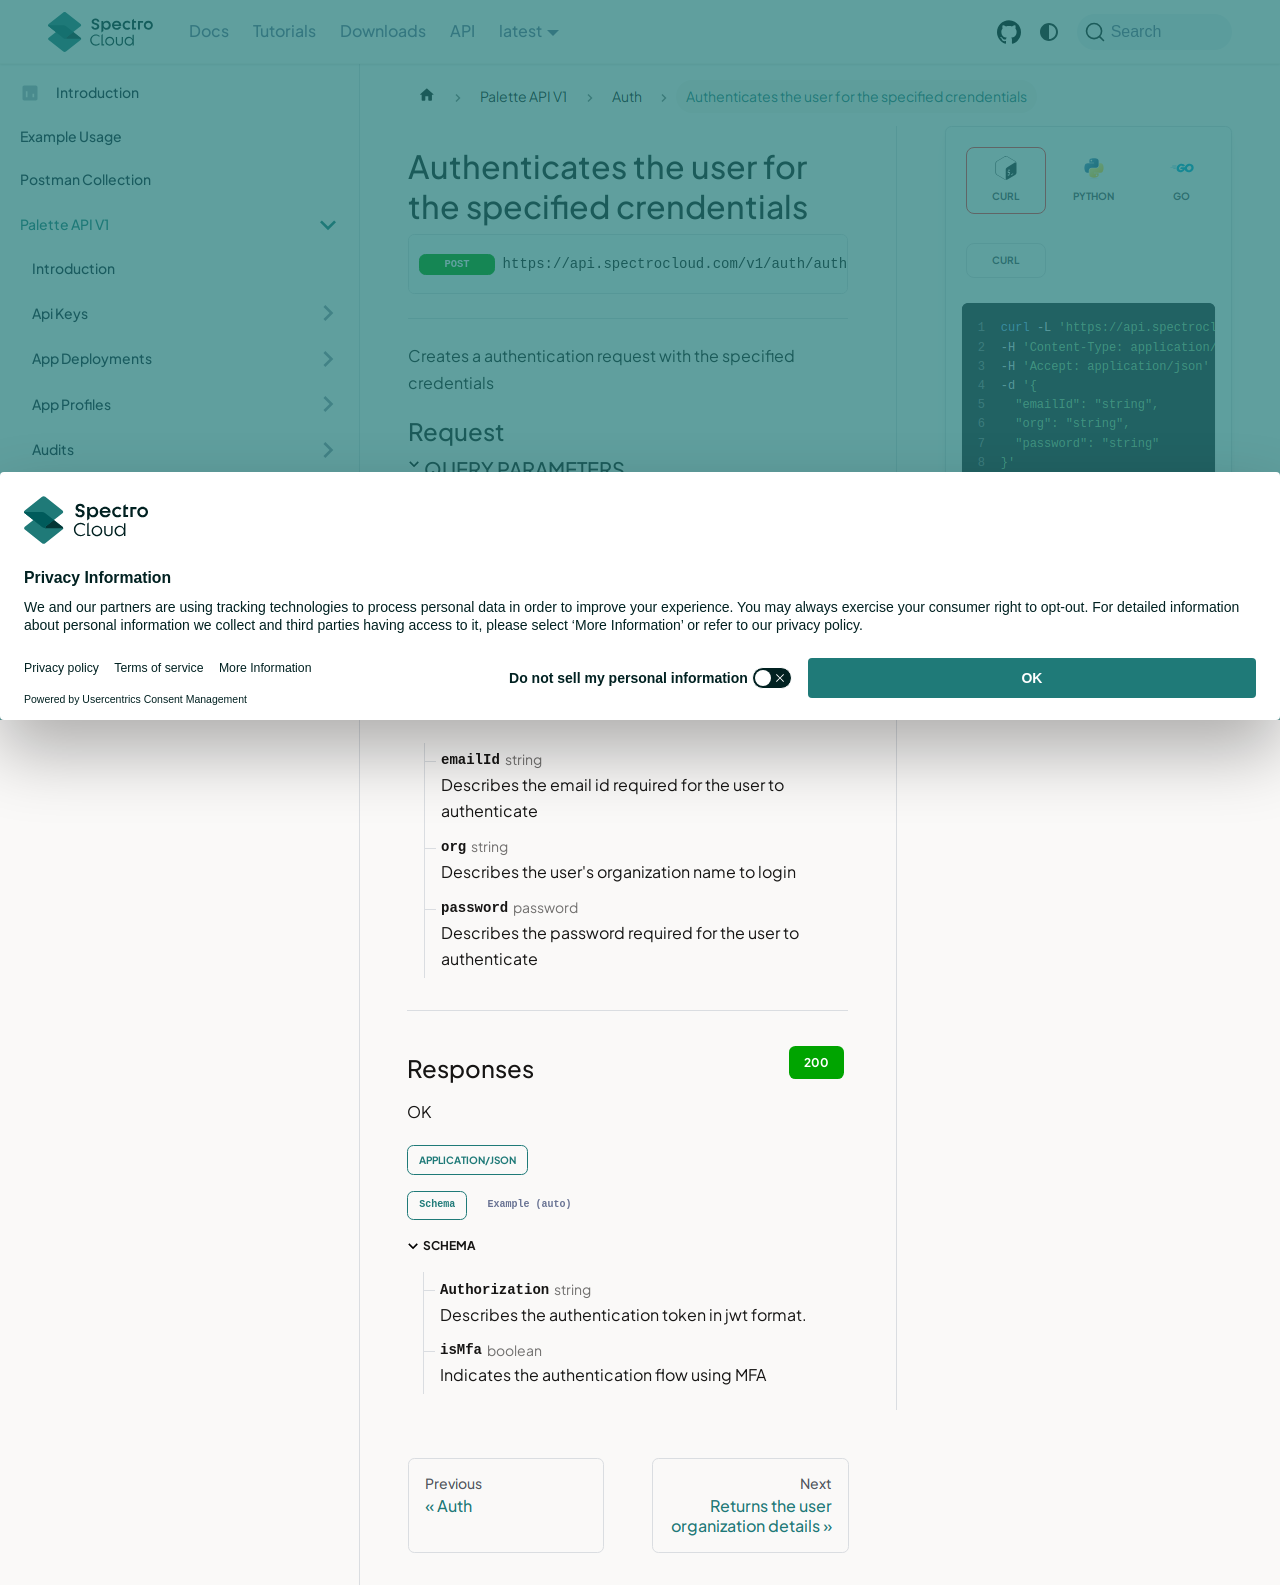 Spectro Cloud
Docs
Tutorials
Downloads
API
latest
Search
Introduction
Example Usage
Postman Collection
Palette API V1
Introduction
Api Keys
App Deployments
App Profiles
Audits
Palette API V1
Auth
Authenticates the user for the specified crendentials
Authenticates the user for
the specified crendentials
POST https://api.spectrocloud.com/v1/auth/auth
Creates a authentication request with the specified
credentials
Request
QUERY PARAMETERS
CURL
PYTHON
GO
CURL
1 curl -L 'https://api.spectrocl
2 -H 'Content-Type: application/
3 -H 'Accept: application/json'
4 -d '{
5 "emailId": "string",
6 "org": "string",
7 "password": "string"
8 }'
Spectro
Cloud
Privacy Information
We and our partners are using tracking technologies to process personal data in order to improve your experience. You may always exercise your consumer right to opt-out. For detailed information
about personal information we collect and third parties having access to it, please select ‘More Information’ or refer to our privacy policy.
Privacy policy
Terms of service
More Information
Powered by Usercentrics Consent Management
Do not sell my personal information
OK
emailId string
Describes the email id required for the user to
authenticate
org string
Describes the user's organization name to login
password password
Describes the password required for the user to
authenticate
Responses
200
OK
APPLICATION/JSON
Schema
Example (auto)
SCHEMA
Authorization string
Describes the authentication token in jwt format.
isMfa boolean
Indicates the authentication flow using MFA
Previous
« Auth
Next
Returns the user
organization details »